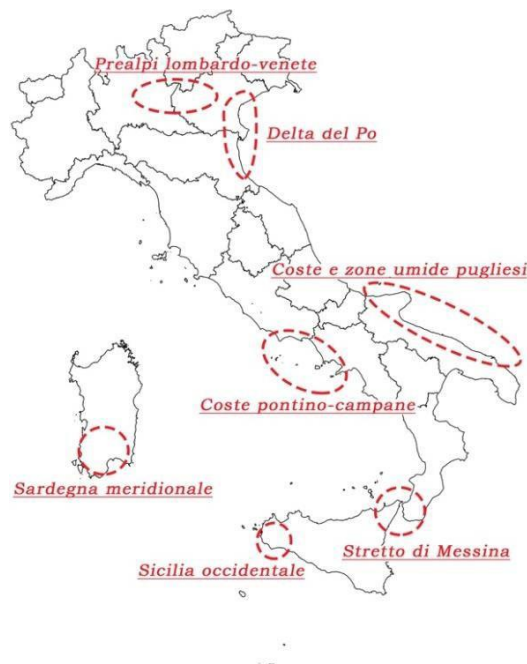 Prealpi lombardo-venete
Delta del Po
Coste e zone umide pugliesi
Coste pontino-campane
Sardegna meridionale
Stretto di Messina
Sicilia occidentale